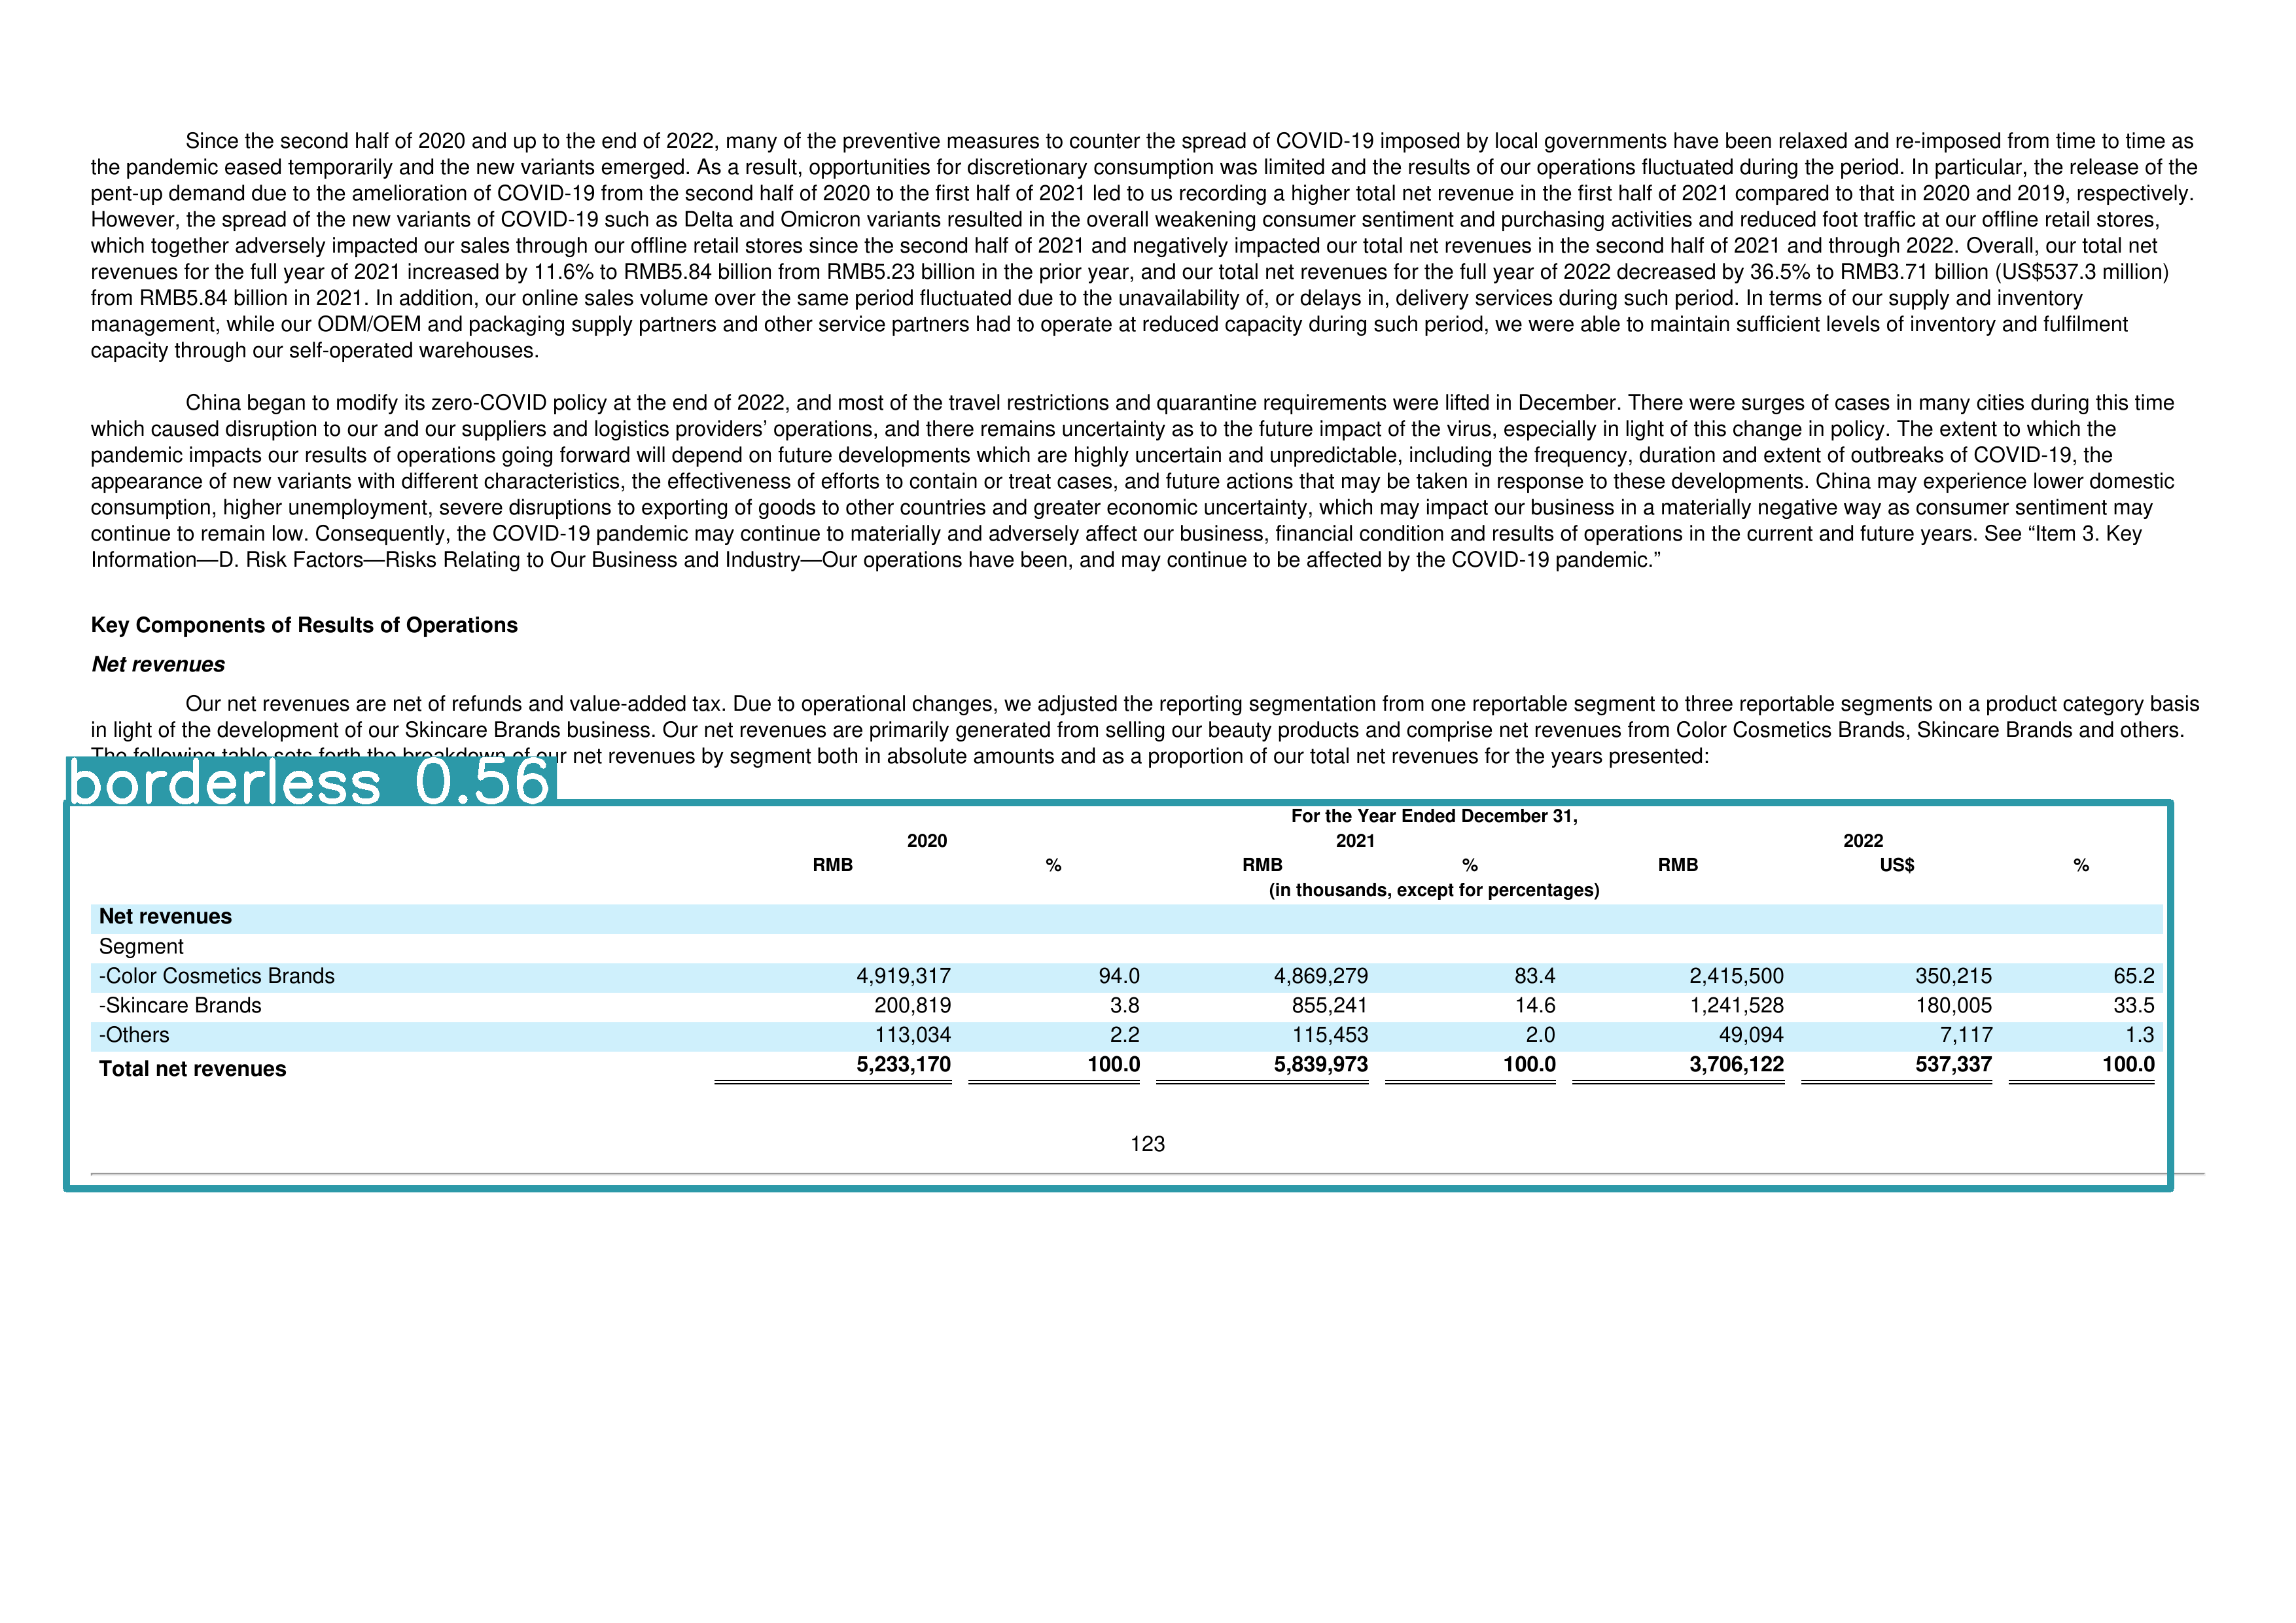 Since the second half of 2020 and up to the end of 2022, many of the preventive measures to counter the spread of COVID-19 imposed by local governments have been relaxed and re-imposed from time to time as
the pandemic eased temporarily and the new variants emerged. As a result, opportunities for discretionary consumption was limited and the results of our operations fluctuated during the period. In particular, the release of the
pent-up demand due to the amelioration of COVID-19 from the second half of 2020 to the first half of 2021 led to us recording a higher total net revenue in the first half of 2021 compared to that in 2020 and 2019, respectively.
However, the spread of the new variants of COVID-19 such as Delta and Omicron variants resulted in the overall weakening consumer sentiment and purchasing activities and reduced foot traffic at our offline retail stores,
which together adversely impacted our sales through our offline retail stores since the second half of 2021 and negatively impacted our total net revenues in the second half of 2021 and through 2022. Overall, our total net
revenues for the full year of 2021 increased by 11.6% to RMB5.84 billion from RMB5.23 billion in the prior year, and our total net revenues for the full year of 2022 decreased by 36.5% to RMB3.71 billion (US$537.3 million)
from RMB5.84 billion in 2021. In addition, our online sales volume over the same period fluctuated due to the unavailability of, or delays in, delivery services during such period. In terms of our supply and inventory
management, while our ODM/OEM and packaging supply partners and other service partners had to operate at reduced capacity during such period, we were able to maintain sufficient levels of inventory and fulfilment
capacity through our self-operated warehouses.
China began to modify its zero-COVID policy at the end of 2022, and most of the travel restrictions and quarantine requirements were lifted in December. There were surges of cases in many cities during this time
which caused disruption to our and our suppliers and logistics providers’ operations, and there remains uncertainty as to the future impact of the virus, especially in light of this change in policy. The extent to which the
pandemic impacts our results of operations going forward will depend on future developments which are highly uncertain and unpredictable, including the frequency, duration and extent of outbreaks of COVID-19, the
appearance of new variants with different characteristics, the effectiveness of efforts to contain or treat cases, and future actions that may be taken in response to these developments. China may experience lower domestic
consumption, higher unemployment, severe disruptions to exporting of goods to other countries and greater economic uncertainty, which may impact our business in a materially negative way as consumer sentiment may
continue to remain low. Consequently, the COVID-19 pandemic may continue to materially and adversely affect our business, financial condition and results of operations in the current and future years. See “Item 3. Key
Information—D. Risk Factors—Risks Relating to Our Business and Industry—Our operations have been, and may continue to be affected by the COVID-19 pandemic.”
Key Components of Results of Operations
Net revenues
Our net revenues are net of refunds and value-added tax. Due to operational changes, we adjusted the reporting segmentation from one reportable segment to three reportable segments on a product category basis
in light of the development of our Skincare Brands business. Our net revenues are primarily generated from selling our beauty products and comprise net revenues from Color Cosmetics Brands, Skincare Brands and others.
The following table sets forth the breakdown of our net revenues by segment both in absolute amounts and as a proportion of our total net revenues for the years presented:
borderless 0.56
For the Year Ended December 31,
2020 2021 2022
RMB % RMB % RMB US$ %
(in thousands, except for percentages)
Net revenues
Segment
-Color Cosmetics Brands 4,919,317 94.0 4,869,279 83.4 2,415,500 350,215 65.2
-Skincare Brands 200,819 3.8 855,241 14.6 1,241,528 180,005 33.5
-Others 113,034 2.2 115,453 2.0 49,094 7,117 1.3
Total net revenues 5,233,170 100.0 5,839,973 100.0 3,706,122 537,337 100.0
123